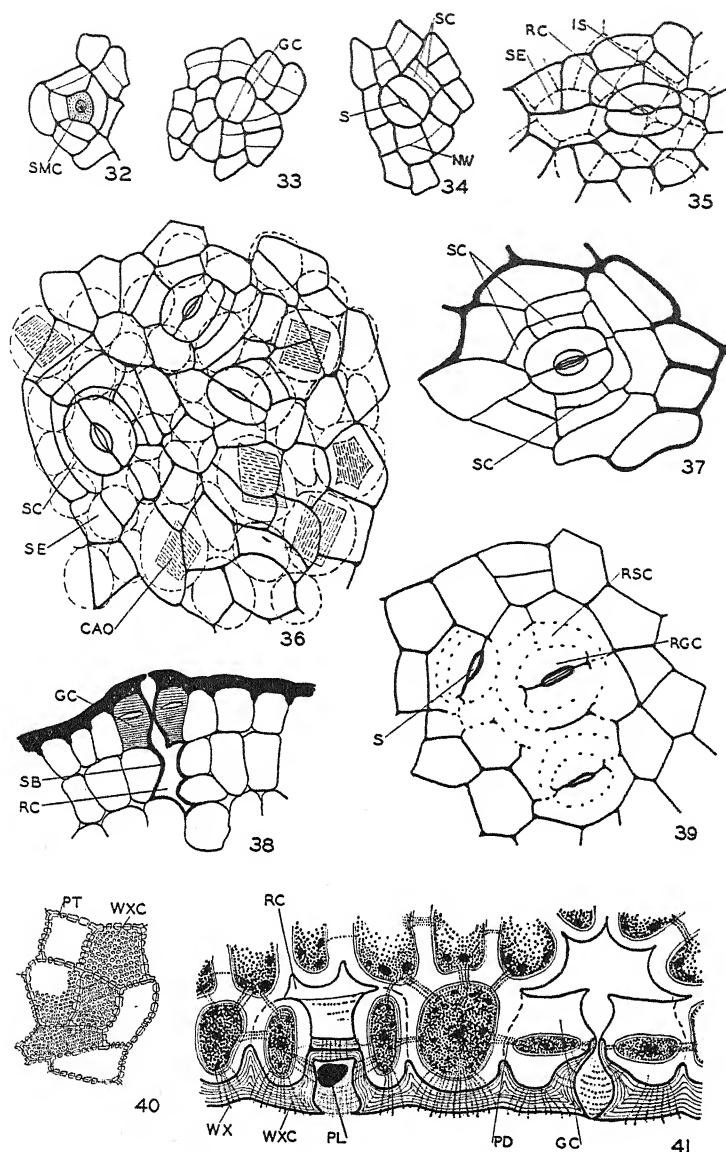 GC
SC
S
NW
RC
IS
SE
SMC
32
33
34
35
SC
SC
37
SC
SE
CAO
36
RSC
RGC
S
39
GC
SB
RC
38
PT
WXC
40
RC
WX
WXC
PL
PD
GC
41